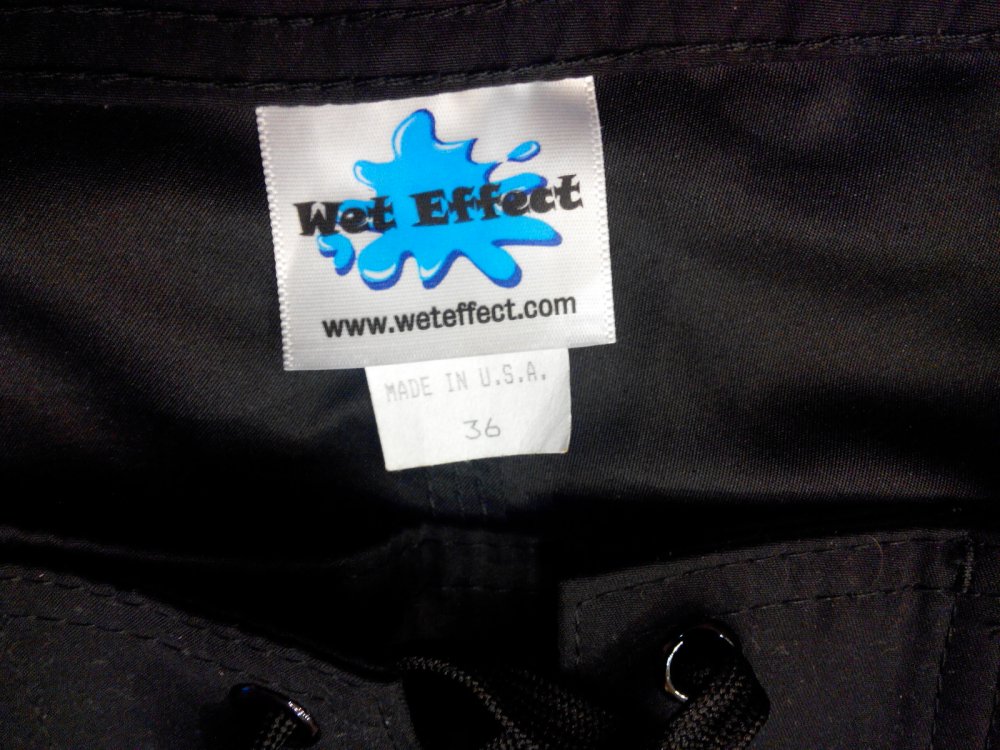 Wet Effect
www.weteffect.com
MADE IN U.S.A.
36